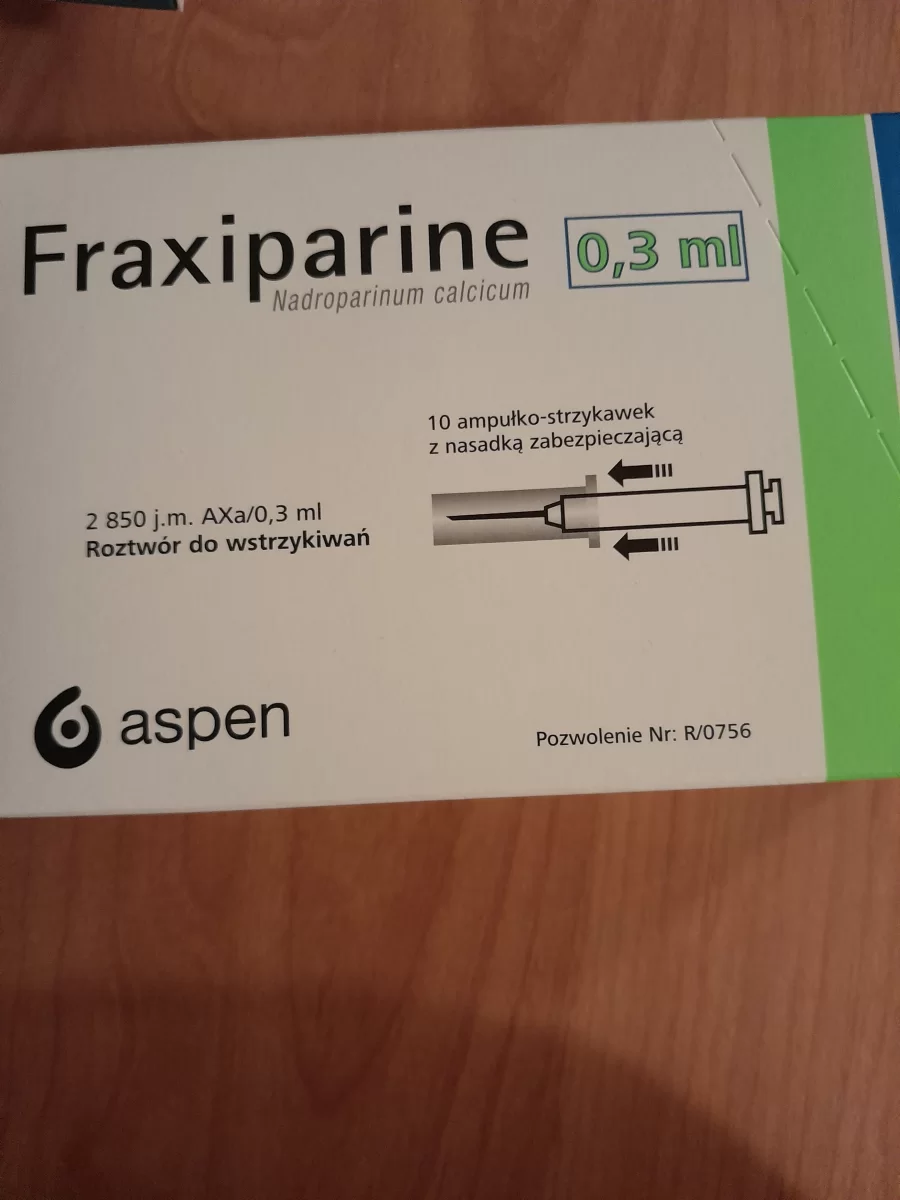 Fraxiparine 0,3 ml
Nadroparinum calcicum
10 ampułko-strzykawek
z nasadką zabezpieczającą
2 850 j.m. AXa/0,3 ml
Roztwór do wstrzykiwań
aspen
Pozwolenie Nr: R/0756